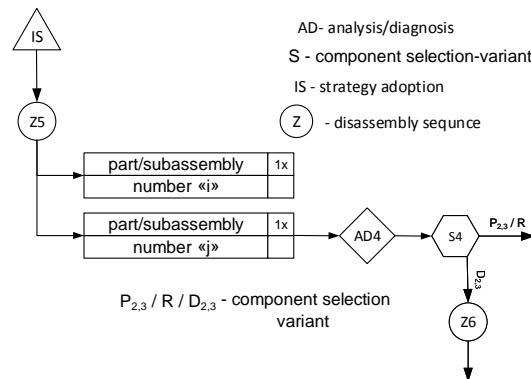 AD- analysis/diagnosis
IS
S - component selection-variant
IS - strategy adoption
Z5
Z - disassembly sequnce
part/subassembly 1x
number «i»
part/subassembly 1x
number «j»
AD4
S4
P2,3 / R
D2,3
P2,3 / R / D2,3 - component selection
variant
Z6